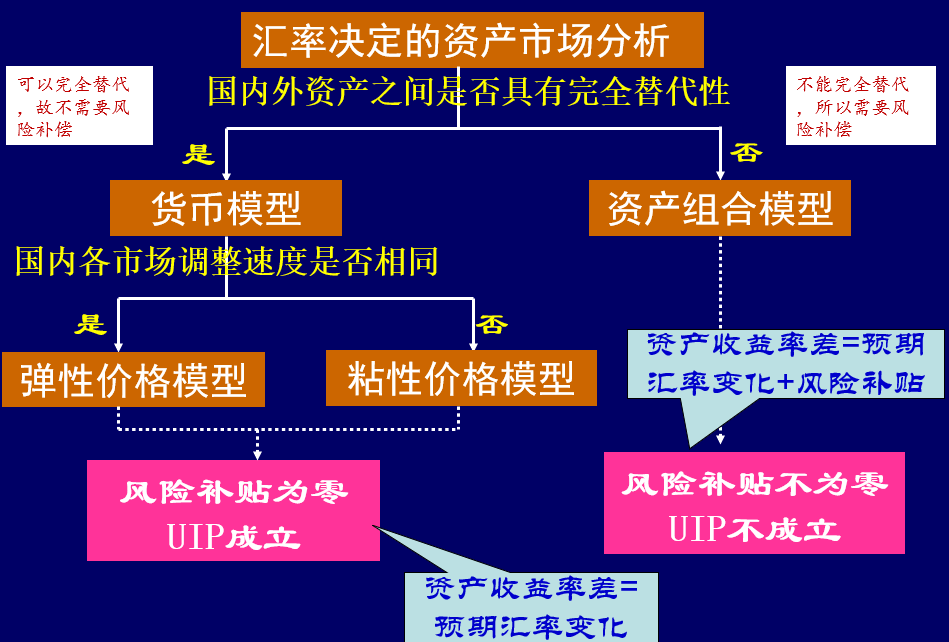 汇率决定的资产市场分析
国内外资产之间是否具有完全替代性
可以完全替代
，故不需要风
险补偿
不能完全替代
，所以需要风
险补偿
是
否
货币模型
资产组合模型
国内各市场调整速度是否相同
是
否
弹性价格模型
粘性价格模型
资产收益率差=预期
汇率变化+风险补贴
风险补贴为零
UIP成立
风险补贴不为零
UIP不成立
资产收益率差=
预期汇率变化